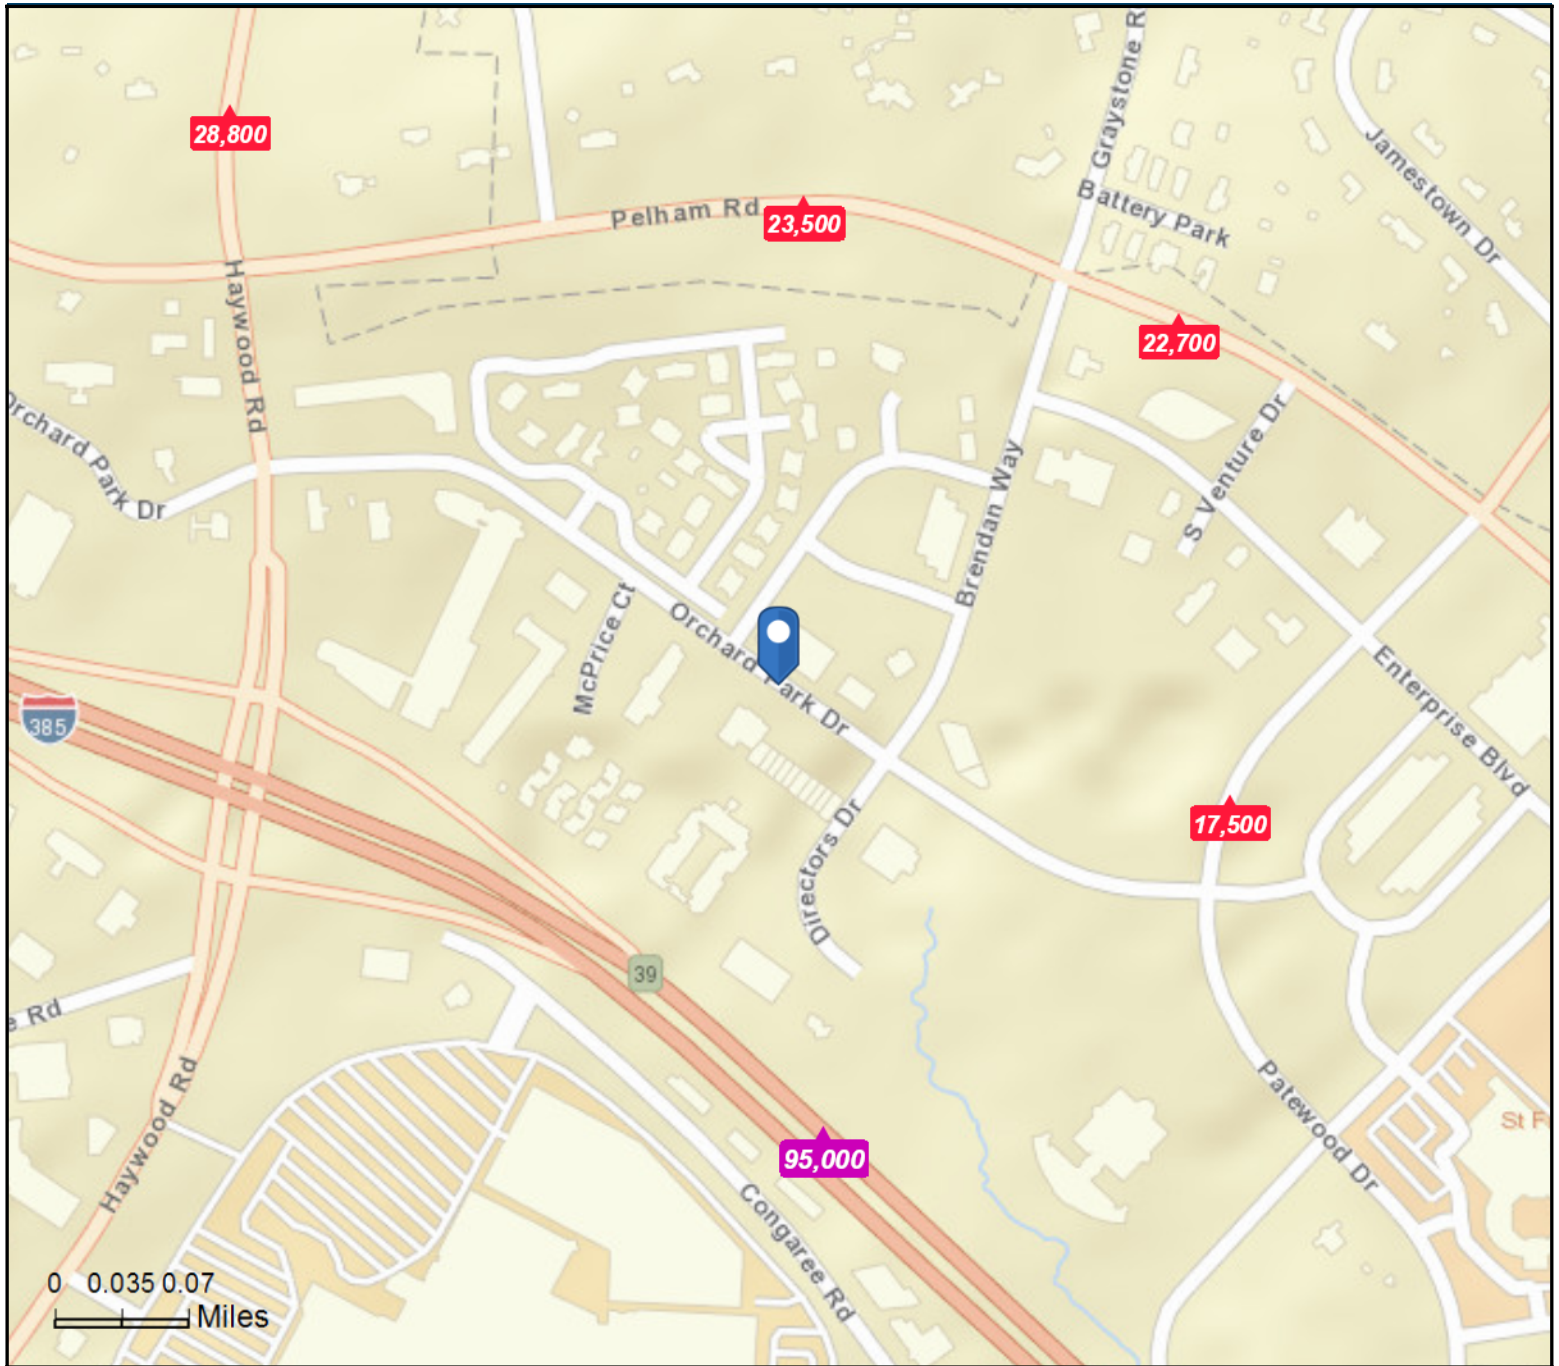 Graystone R
28,800
Jamestown Dr
Battery Park
Pelham Rd
23,500
Haywood Rd
22,700
Orchard Park Dr
S Venture Dr
Brendan Way
McPrice Ct
Orchard Park Dr
Enterprise Blvd
385
17,500
Directors Dr
39
e Rd
Haywood Rd
Patewood Dr
St F
95,000
Congaree Rd
0 0.035 0.07
Miles